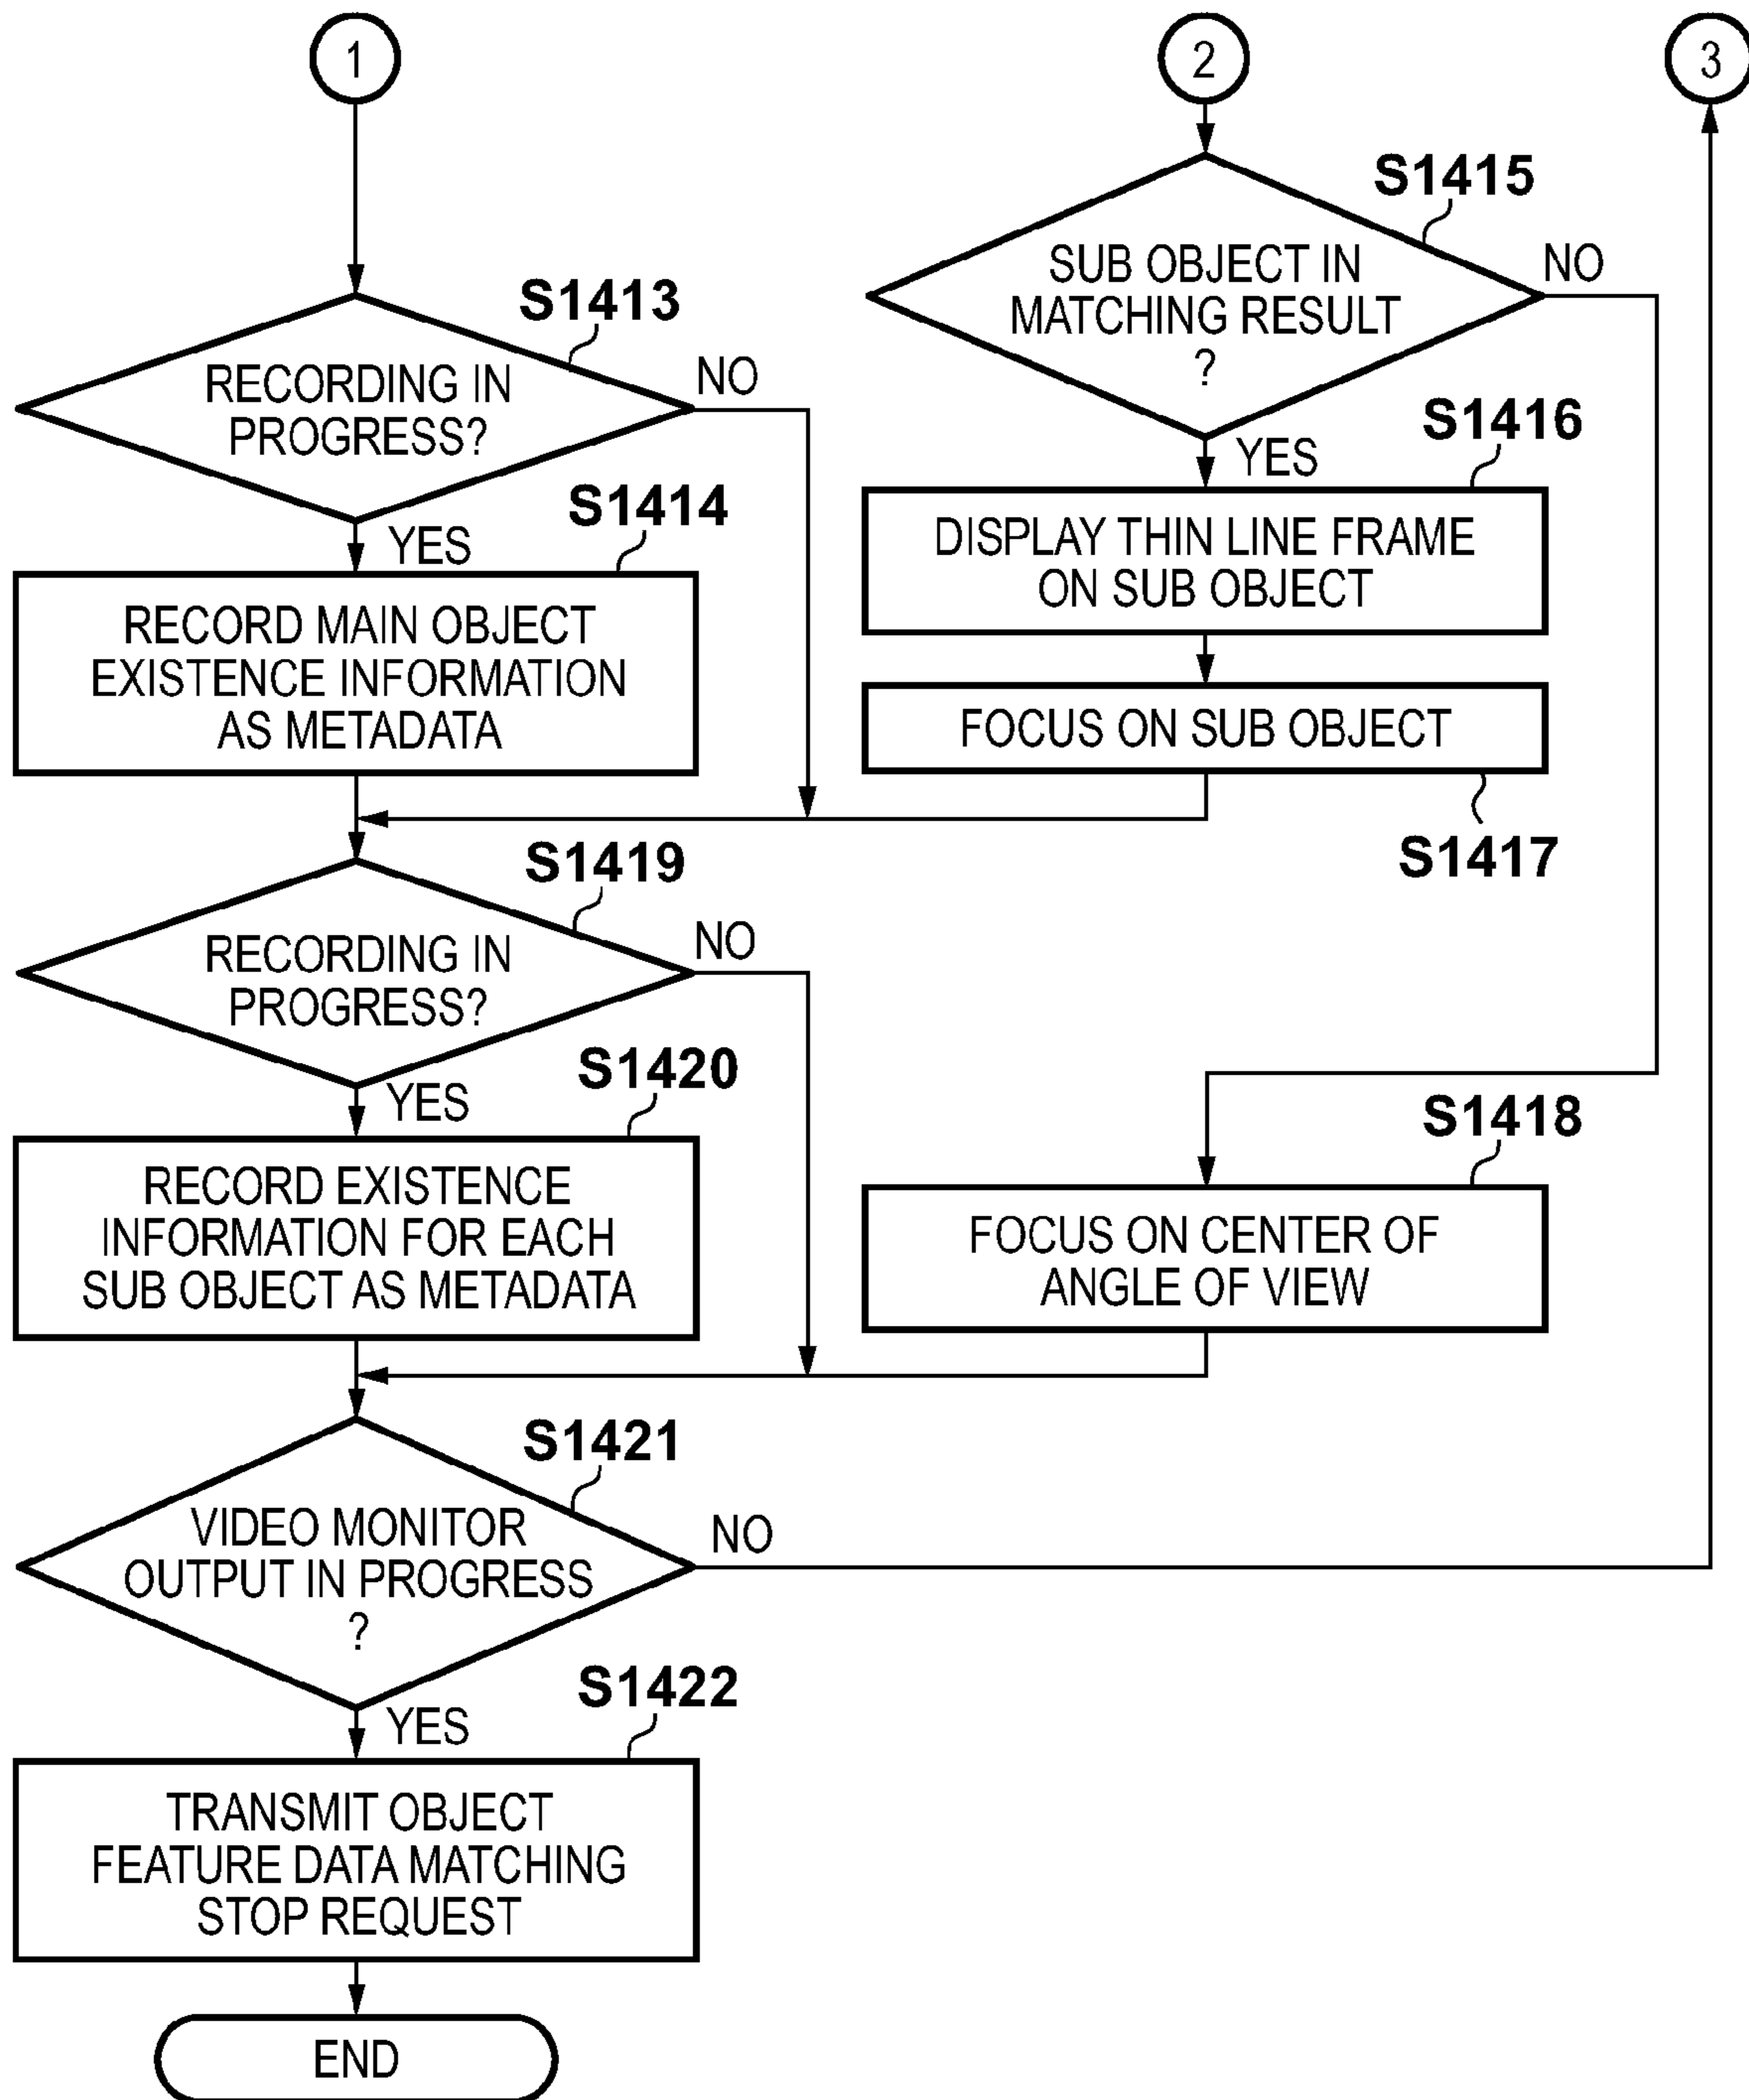 1
2
3
S1413
RECORDING IN
PROGRESS?
NO
YES
S1414
RECORD MAIN OBJECT
EXISTENCE INFORMATION
AS METADATA
S1415
SUB OBJECT IN
MATCHING RESULT
?
NO
YES
S1416
DISPLAY THIN LINE FRAME
ON SUB OBJECT
FOCUS ON SUB OBJECT
S1417
S1419
RECORDING IN
PROGRESS?
NO
YES
S1420
RECORD EXISTENCE
INFORMATION FOR EACH
SUB OBJECT AS METADATA
S1418
FOCUS ON CENTER OF
ANGLE OF VIEW
S1421
VIDEO MONITOR
OUTPUT IN PROGRESS
?
NO
YES
S1422
TRANSMIT OBJECT
FEATURE DATA MATCHING
STOP REQUEST
END